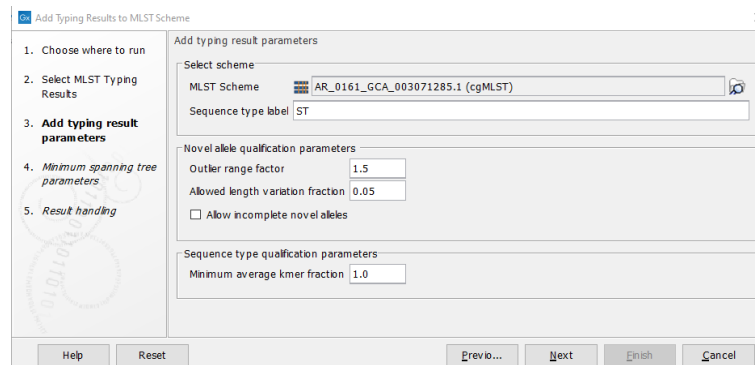 Gx Add Typing Results to MLST Scheme
1. Choose where to run
2. Select MLST Typing
Results
3. Add typing result
parameters
4. Minimum spanning tree
parameters
5. Result handling
Add typing result parameters
Select scheme
MLST Scheme AR_0161_GCA_003071285.1 (cgMLST)
Sequence type label ST
Novel allele qualification parameters
Outlier range factor 1.5
Allowed length variation fraction 0.05
Allow incomplete novel alleles
Sequence type qualification parameters
Minimum average kmer fraction 1.0
Help Reset Previo... Next Finish Cancel